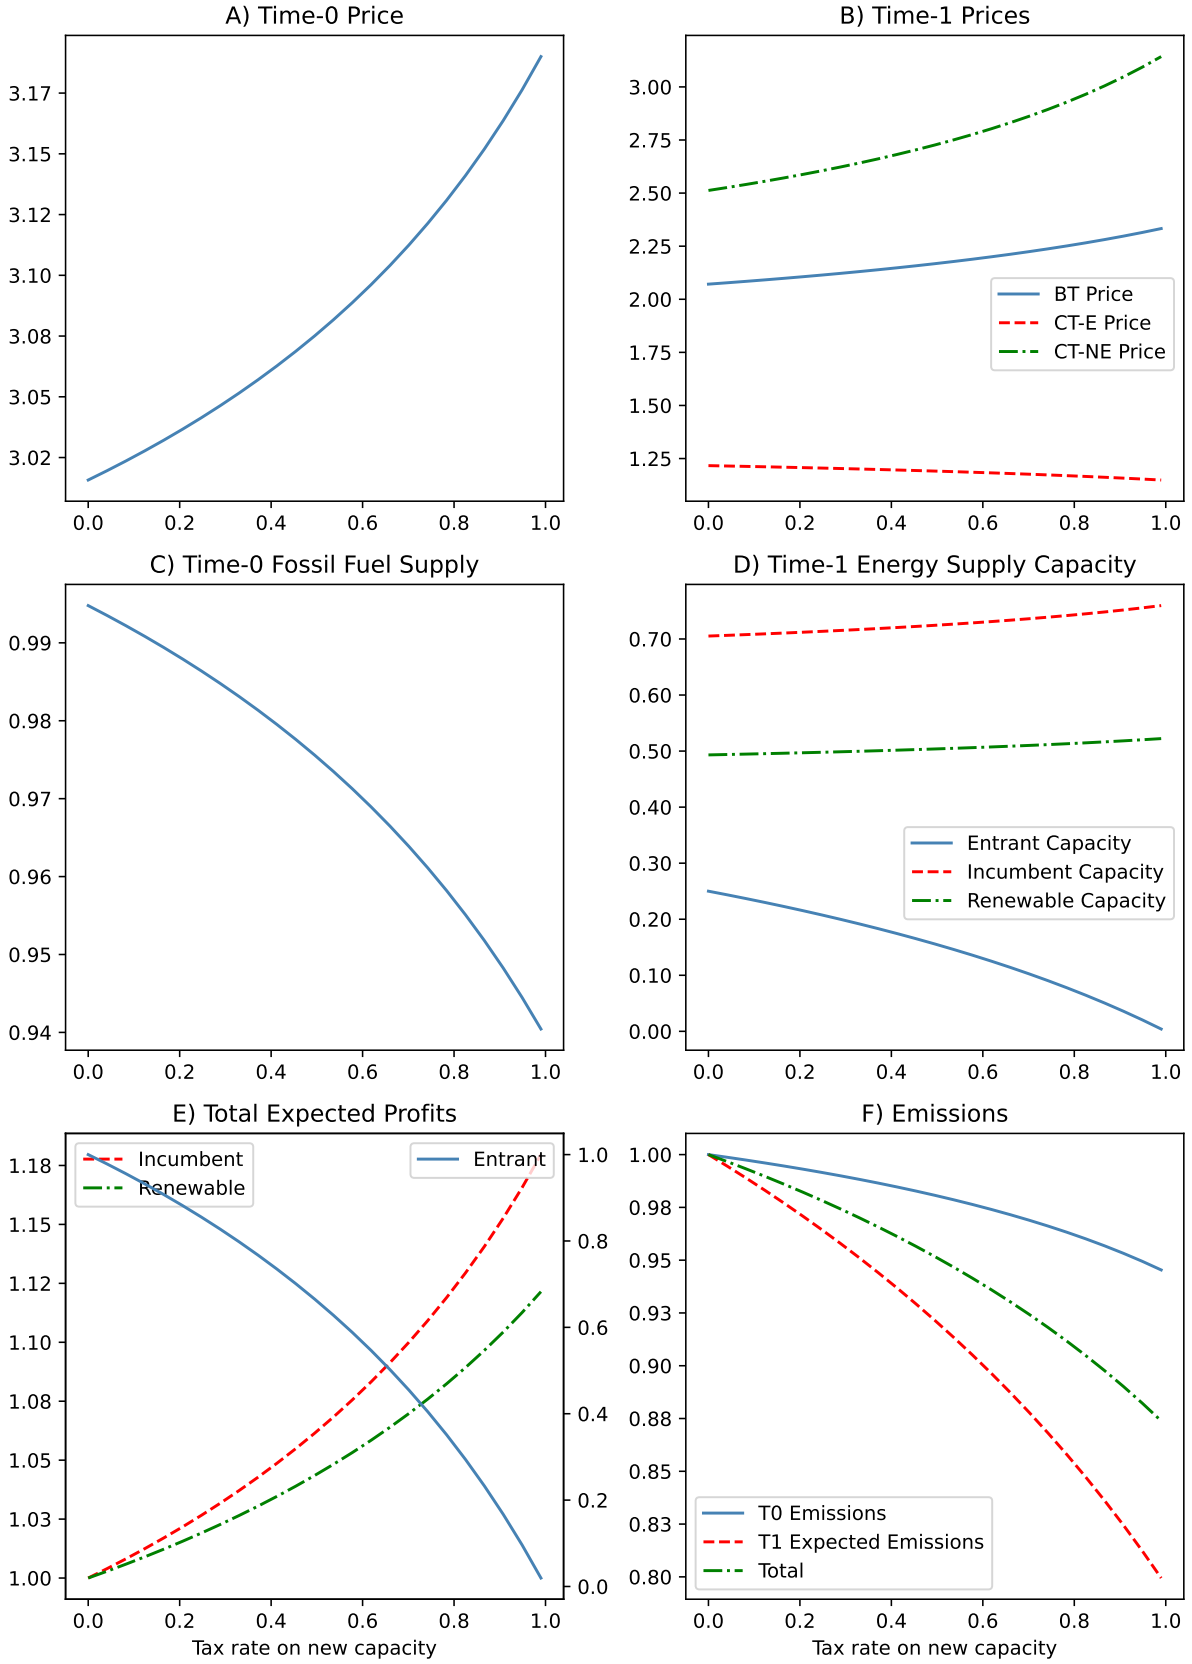 A) Time-0 Price
3.17
3.15
3.12
3.10
3.08
3.05
3.02
0.0 0.2 0.4 0.6 0.8 1.0
B) Time-1 Prices
3.00
2.75
2.50
2.25
2.00
1.75
1.50
1.25
BT Price
CT-E Price
CT-NE Price
0.0 0.2 0.4 0.6 0.8 1.0
C) Time-0 Fossil Fuel Supply
0.99
0.98
0.97
0.96
0.95
0.94
0.0 0.2 0.4 0.6 0.8 1.0
D) Time-1 Energy Supply Capacity
0.70
0.60
0.50
0.40
0.30
0.20
0.10
0.00
Entrant Capacity
Incumbent Capacity
Renewable Capacity
0.0 0.2 0.4 0.6 0.8 1.0
E) Total Expected Profits
1.18
1.15
1.12
1.10
1.08
1.05
1.03
1.00
Incumbent
Renewable
Entrant
1.0
0.8
0.6
0.4
0.2
0.0
0.0 0.2 0.4 0.6 0.8 1.0
Tax rate on new capacity
F) Emissions
1.00
0.98
0.95
0.93
0.90
0.88
0.85
0.83
0.80
T0 Emissions
T1 Expected Emissions
Total
0.0 0.2 0.4 0.6 0.8 1.0
Tax rate on new capacity